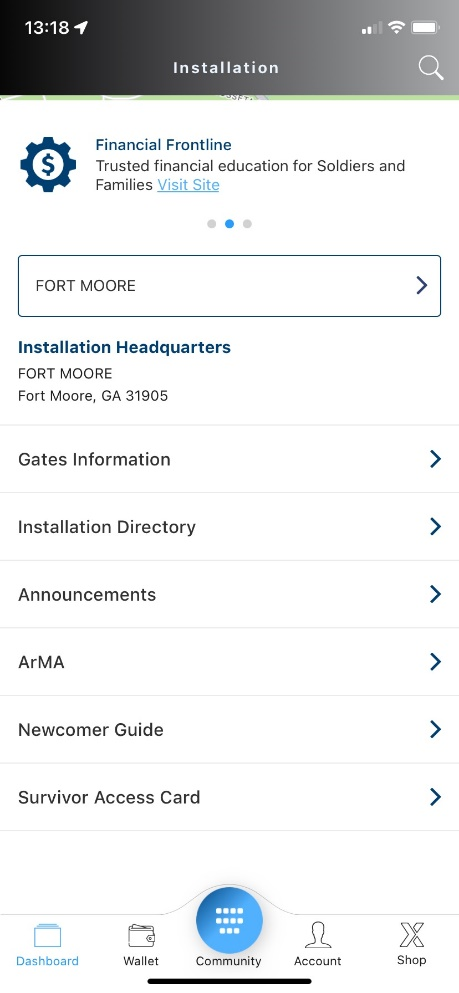 13:18
Installation
Financial Frontline
Trusted financial education for Soldiers and
Families Visit Site
FORT MOORE
Installation Headquarters
FORT MOORE
Fort Moore, GA 31905
Gates Information
Installation Directory
Announcements
ArMA
Newcomer Guide
Survivor Access Card
Dashboard
Wallet
Community
Account
Shop